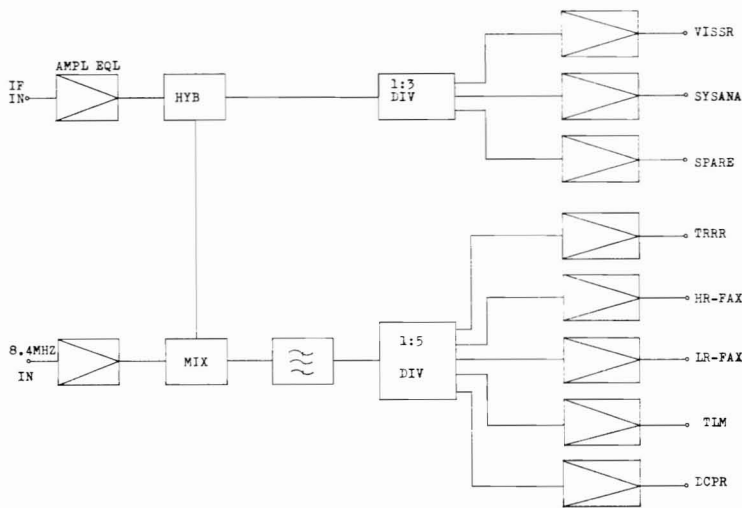 AMPL EQL
IF
IN
HYB
1:3
DIV
VISSR
SYSANA
SPARE
TRRR
HR-FAX
8.4MHZ
IN
MIX
1:5
DIV
LR-FAX
TLM
DCPR